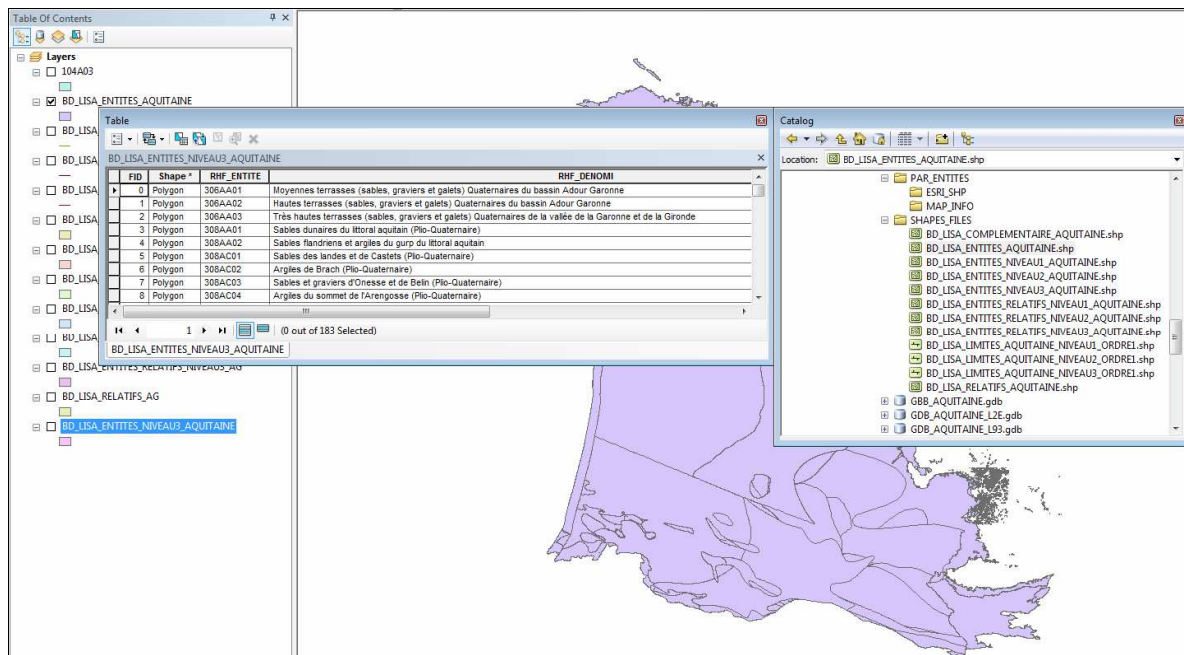 Table Of Contents
Layers
104A03
BD_LISA_ENTITES_AQUITAINE
BD_LISA_
BD_LISA_
BD_LISA_
BD_LISA_
BD_LISA_
BD_LISA_
BD_LISA_
BD_LISA_
BD_LISA_ENTITES_RELATIFS_NIVEAU3_AG
BD_LISA_RELATIFS_AG
BD_LISA_ENTITES_NIVEAU3_AQUITAINE
Table
BD_LISA_ENTITES_NIVEAU3_AQUITAINE
FID Shape * RHF_ENTITE RHF_DENOMI
0 Polygon 306AA01 Moyennes terrasses (sables, graviers et galets) Quaternaires du bassin Adour Garonne
1 Polygon 306AA02 Hautes terrasses (sables, graviers et galets) Quaternaires du bassin Adour Garonne
2 Polygon 306AA03 Très hautes terrasses (sables, graviers et galets) Quaternaires de la vallée de la Garonne et de la Gironde
3 Polygon 308AA01 Sables dunaires du littoral aquitain (Plio-Quaternaire)
4 Polygon 308AA02 Sables flandriens et argiles du gurp du littoral aquitain
5 Polygon 308AC01 Sables des landes et de Castets (Plio-Quaternaire)
6 Polygon 308AC02 Argiles de Brach (Plio-Quaternaire)
7 Polygon 308AC03 Sables et graviers d'Onesse et de Belin (Plio-Quaternaire)
8 Polygon 308AC04 Argiles du sommet de l'Arengosse (Plio-Quaternaire)
1 (0 out of 183 Selected)
BD_LISA_ENTITES_NIVEAU3_AQUITAINE
Catalog
Location: BD_LISA_ENTITES_AQUITAINE.shp
PAR_ENTITES
ESRI_SHP
MAP_INFO
SHAPES_FILES
BD_LISA_COMPLEMENTAIRE_AQUITAINE.shp
BD_LISA_ENTITES_AQUITAINE.shp
BD_LISA_ENTITES_NIVEAU1_AQUITAINE.shp
BD_LISA_ENTITES_NIVEAU2_AQUITAINE.shp
BD_LISA_ENTITES_NIVEAU3_AQUITAINE.shp
BD_LISA_ENTITES_RELATIFS_NIVEAU1_AQUITAINE.shp
BD_LISA_ENTITES_RELATIFS_NIVEAU2_AQUITAINE.shp
BD_LISA_ENTITES_RELATIFS_NIVEAU3_AQUITAINE.shp
BD_LISA_LIMITES_AQUITAINE_NIVEAU1_ORDRE1.shp
BD_LISA_LIMITES_AQUITAINE_NIVEAU2_ORDRE1.shp
BD_LISA_LIMITES_AQUITAINE_NIVEAU3_ORDRE1.shp
BD_LISA_RELATIFS_AQUITAINE.shp
GBB_AQUITAINE.gdb
GDB_AQUITAINE_L2E.gdb
GDB_AQUITAINE_L93.gdb